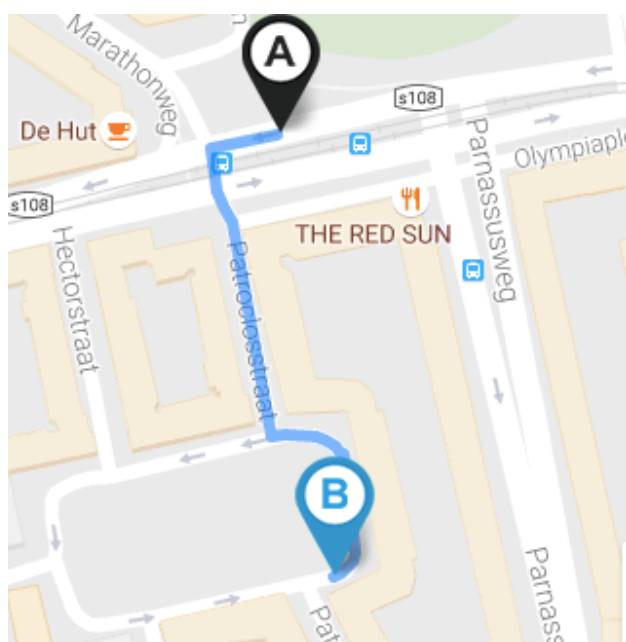 Marathonweg
A
s108
De Hut
Olympiaple
s108
THE RED SUN
Parnassusweg
Hectorstraat
Patroclosstraat
B
Parnass
Pat